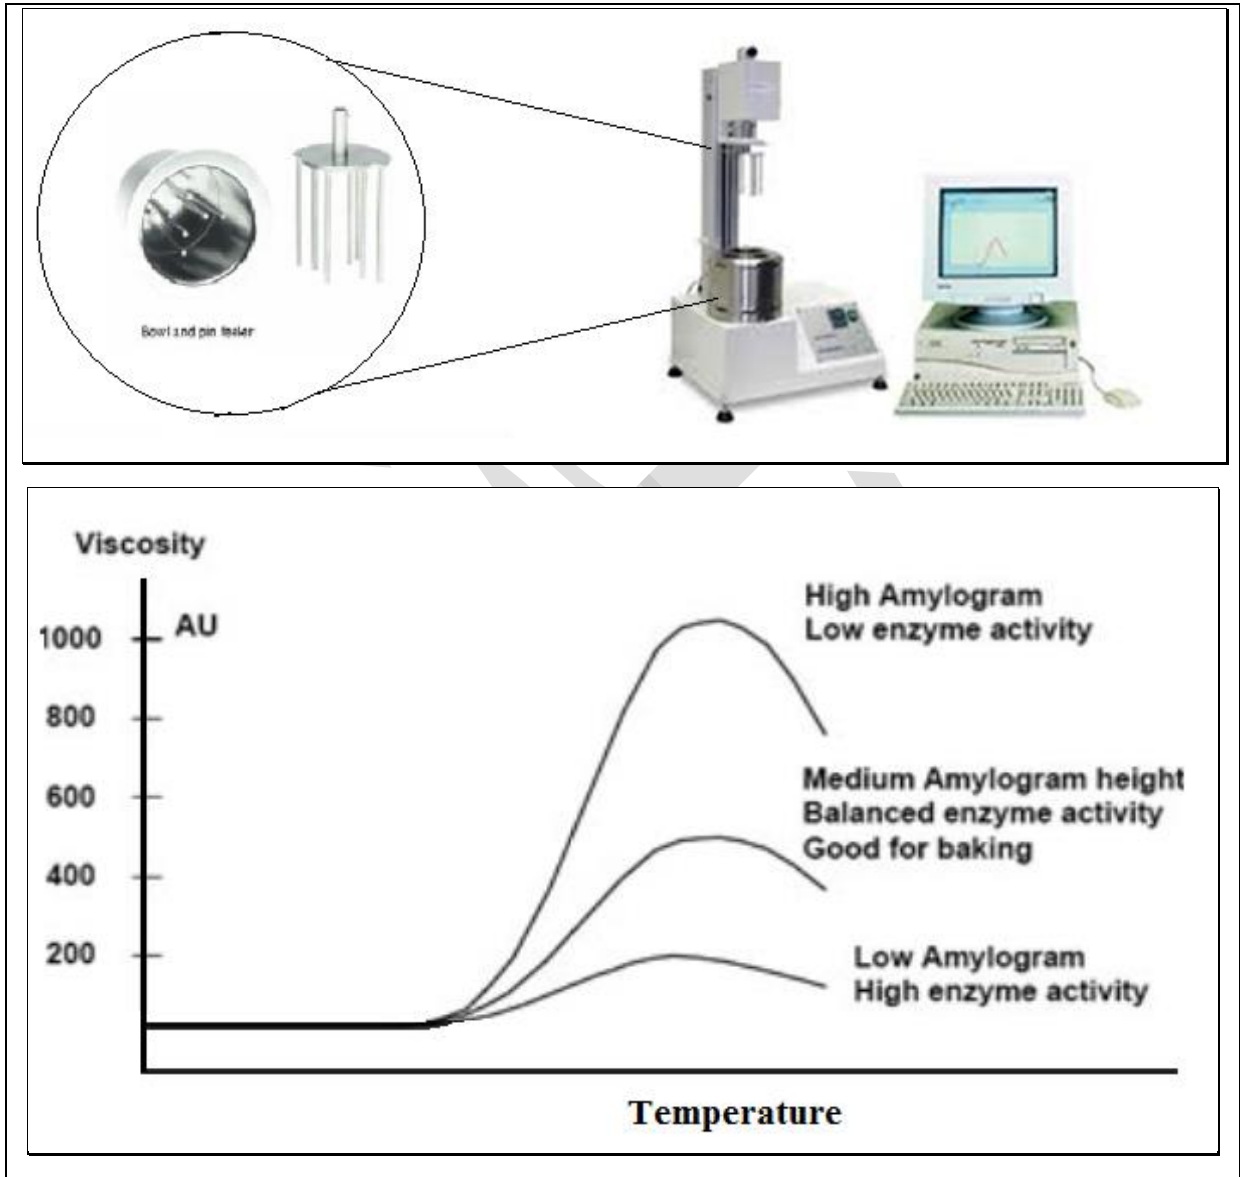 Bowl and pin feeler
Viscosity
AU
1000
800
600
400
200
High Amylogram
Low enzyme activity
Medium Amylogram height
Balanced enzyme activity
Good for baking
Low Amylogram
High enzyme activity
Temperature